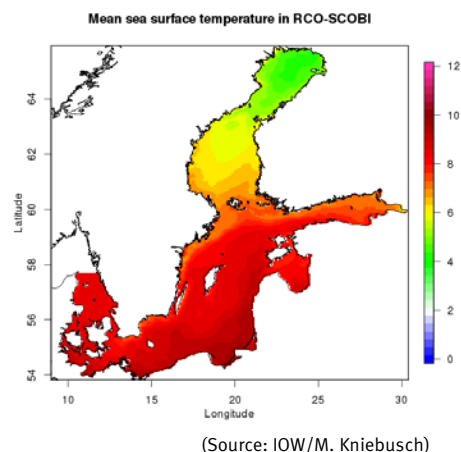 Mean sea surface temperature in RCO-SCOBI
Latitude
64
62
60
58
56
54
10 15 20 25 30
Longitude
12
10
8
6
4
2
0
(Source: IOW/M. Kniebusch)